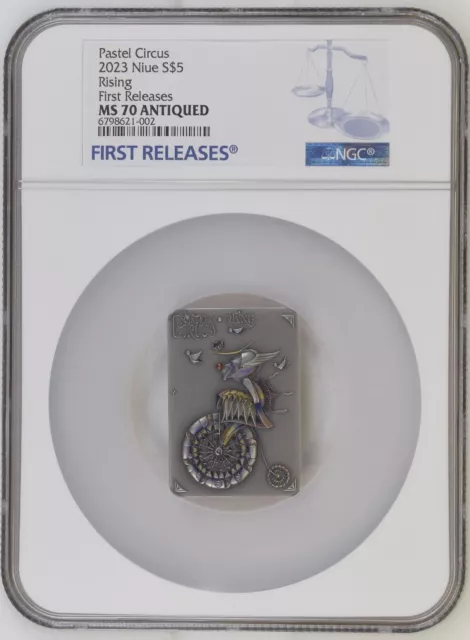 Pastel Circus
2023 Niue S$5
Rising
First Releases
MS 70 ANTIQUED
6798621-002
FIRST RELEASES®
NGC®